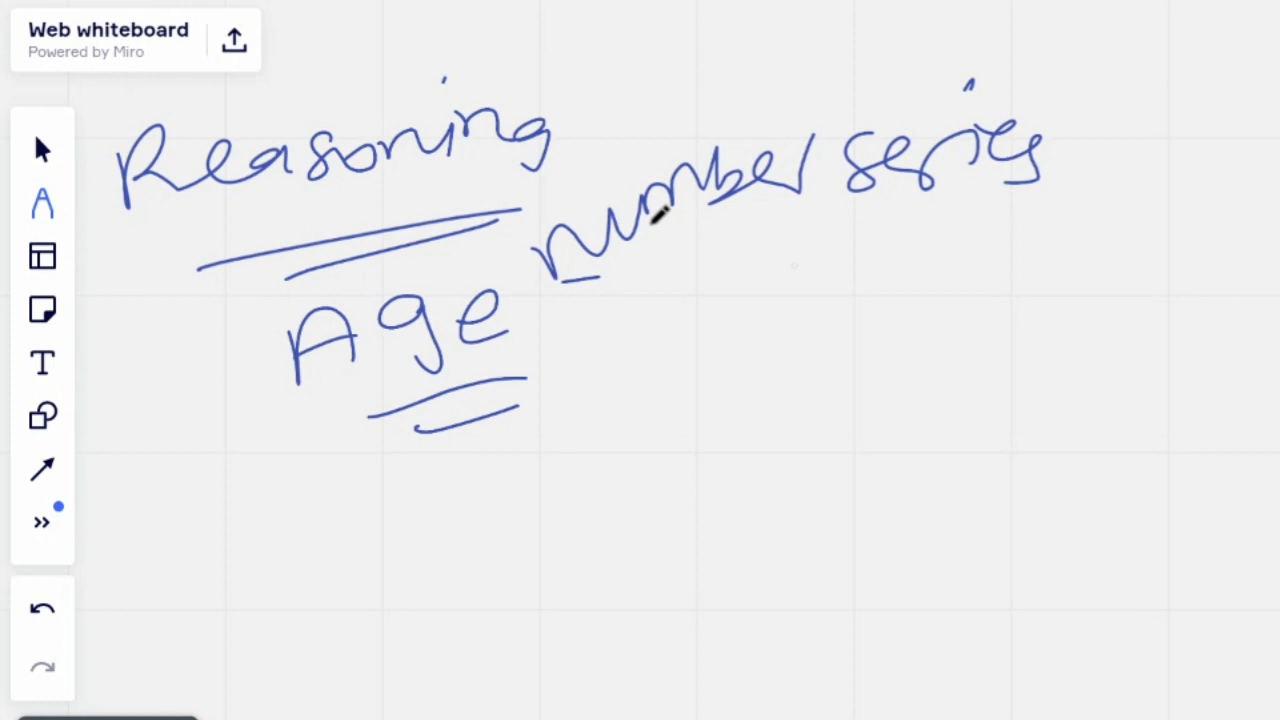 Web whiteboard
Powered by Miro
Reasoning
number series
Age
T